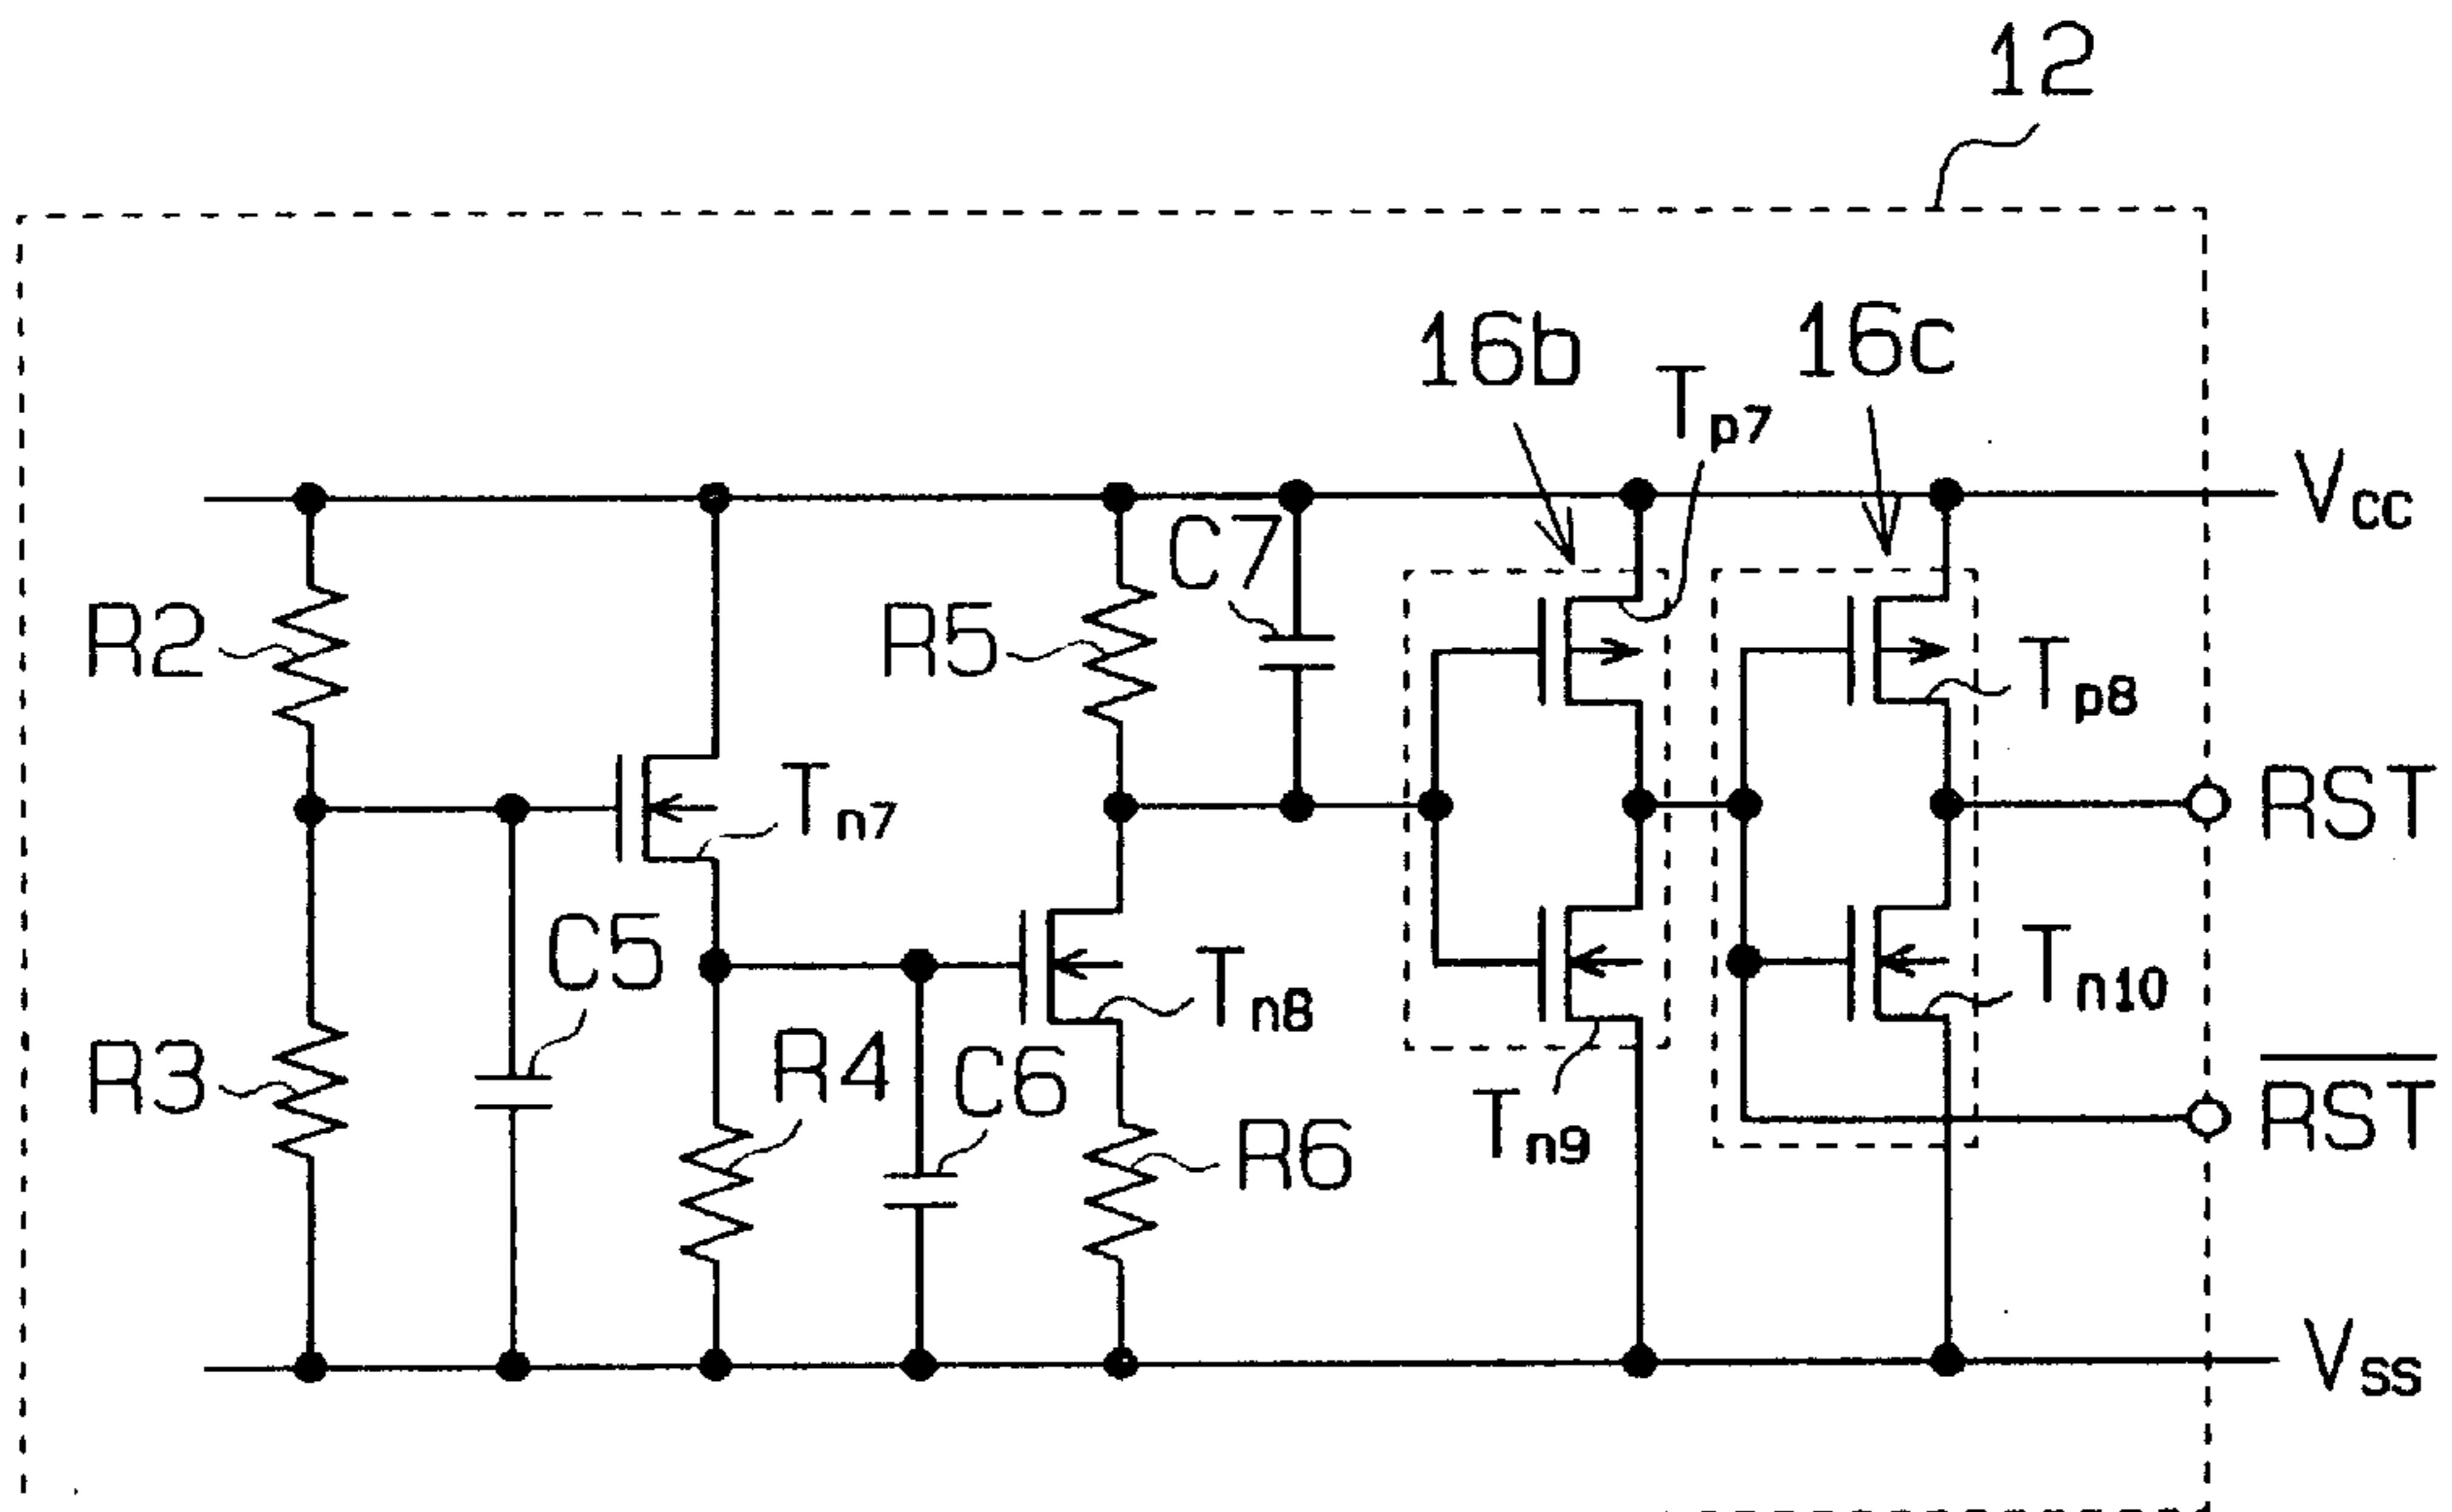 12
16b
16c
Tp7
Vcc
C7
R2
R5
Tp8
Tn7
RST
C5
Tn8
Tn10
R3
R4
C6
Tn9
R6
RST
Vss